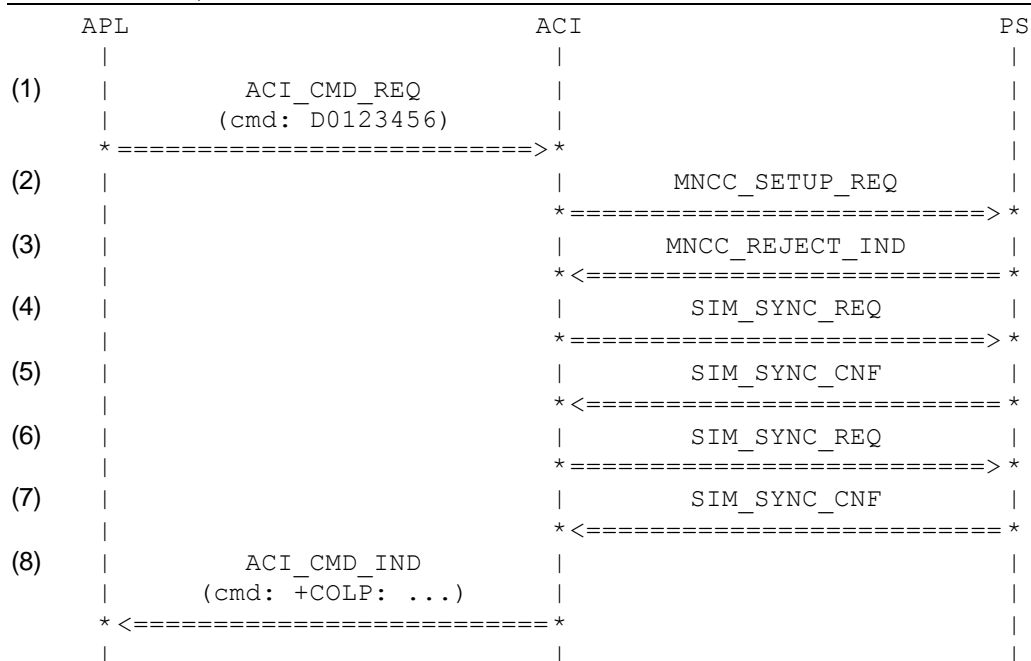 APL ACI PS
| | |
(1) | ACI_CMD_REQ | |
| (cmd: D0123456) | |
*==========================>* |
(2) | | MNCC_SETUP_REQ |
| *==========================>*
(3) | | MNCC_REJECT_IND |
| *<==========================*
(4) | | SIM_SYNC_REQ |
| *==========================>*
(5) | | SIM_SYNC_CNF |
| *<==========================*
(6) | | SIM_SYNC_REQ |
| *==========================>*
(7) | | SIM_SYNC_CNF |
| *<==========================*
(8) | ACI_CMD_IND | |
| (cmd: +COLP: ...) | |
*<==========================* |
| | |